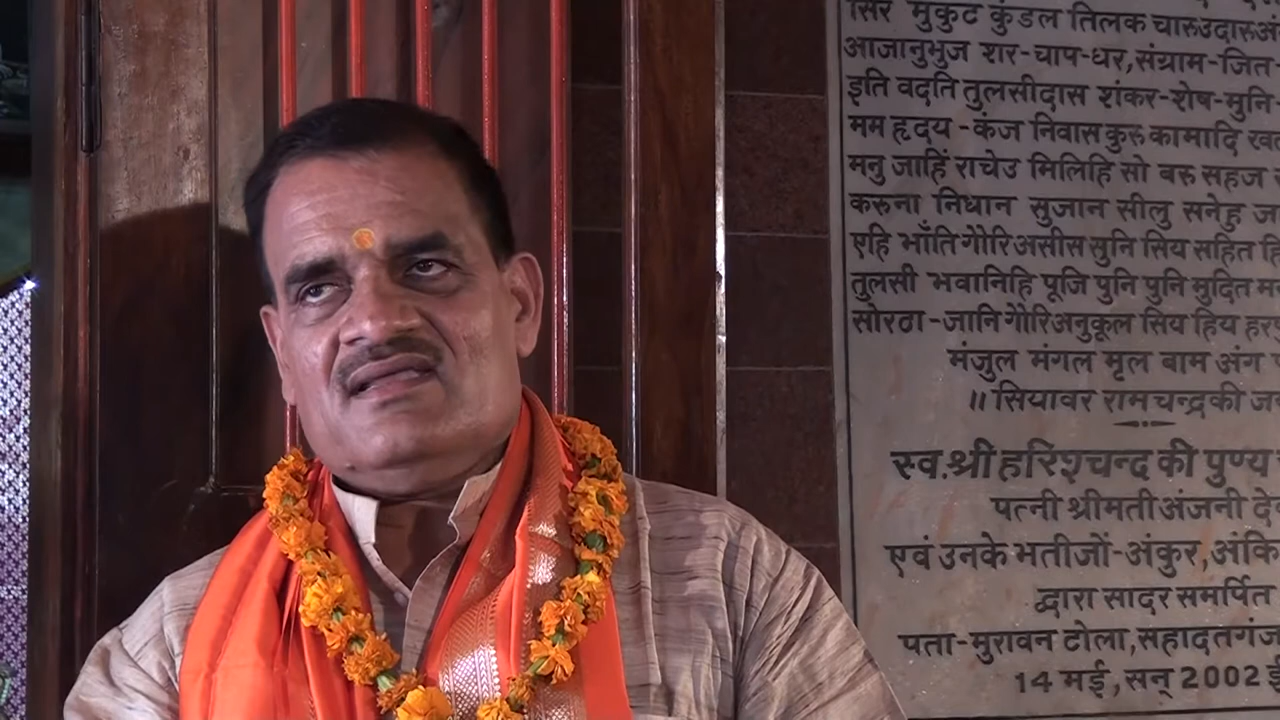 सिर मुकुट कुंडल तिलक चारुउदारुअं
आजानुभुज शर-चाप-धर,संग्राम-जित-
इति वदति तुलसीदास शंकर-शेष-मुनि
मम हृदय-कंज निवास कुरु कामादि खल
मनु जाहिं राचेउ मिलिहि सो बरु सहज
करुना निधान सुजान सीलु सनेहु जा
एहि भाँति गौरि असीस सुनि सिय सहित हि
तुलसी भवानिहि पूजि पुनि पुनि मुदित म
सोरठा-जानि गौरि अनुकूल सिय हिय हर
मंजुल मंगल मूल बाम अंग
॥ सियावर रामचन्द्र की ज
स्व.श्री हरिश्चन्द्र की पुण्य
पत्नी श्रीमती अंजनी दे
एवं उनके भतीजों-अंकुर,अंकि
द्वारा सादर समर्पित
पता-मुरावन टोला,सहादतगंज
14 मई,सन् 2002 ई